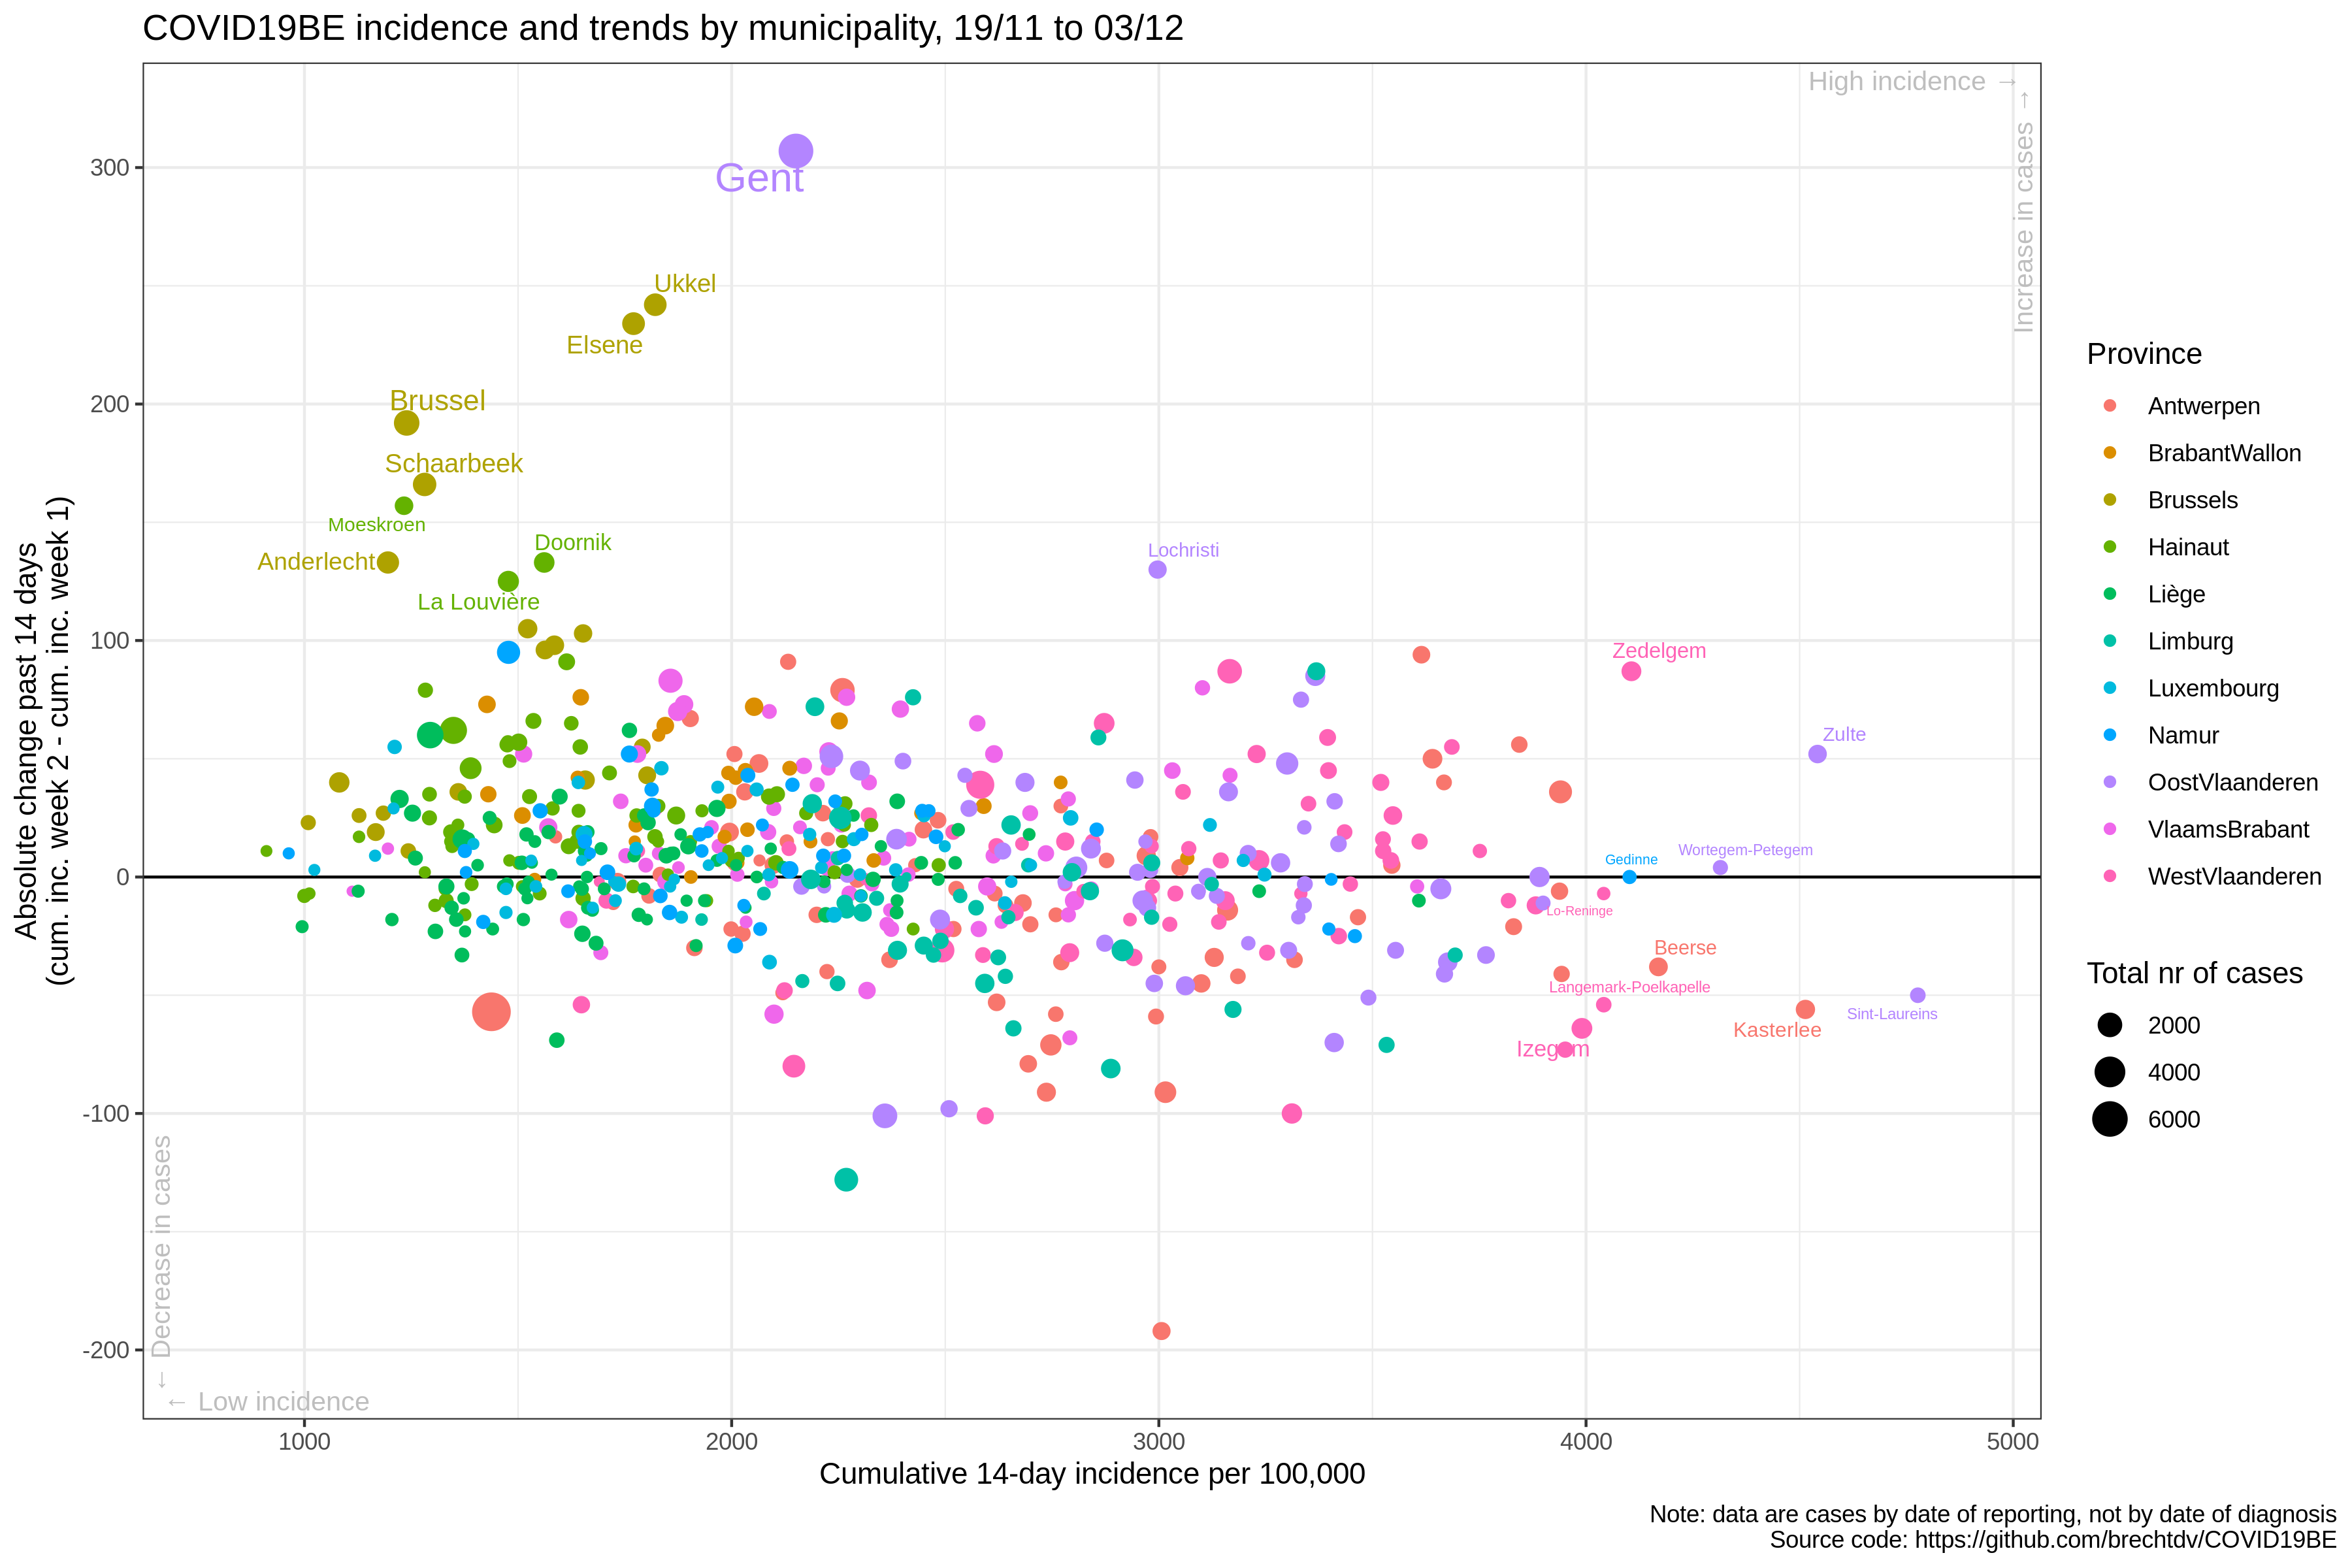 COVID19BE incidence and trends by municipality, 19/11 to 03/12
High incidence →
Increase in cases →
Gent
Ukkel
Elsene
Brussel
Schaarbeek
Moeskroen
Doornik
Anderlecht
La Louvière
Lochristi
Zedelgem
Zulte
Gedinne
Wortegem-Petegem
Lo-Reninge
Beerse
Langemark-Poelkapelle
Sint-Laureins
Kasterlee
Izegem
← Decrease in cases
← Low incidence
300
200
100
0
-100
-200
1000
2000
3000
4000
5000
Absolute change past 14 days
(cum. inc. week 2 - cum. inc. week 1)
Cumulative 14-day incidence per 100,000
Province
Antwerpen
BrabantWallon
Brussels
Hainaut
Liège
Limburg
Luxembourg
Namur
OostVlaanderen
VlaamsBrabant
WestVlaanderen
Total nr of cases
2000
4000
6000
Note: data are cases by date of reporting, not by date of diagnosis
Source code: https://github.com/brechtdv/COVID19BE